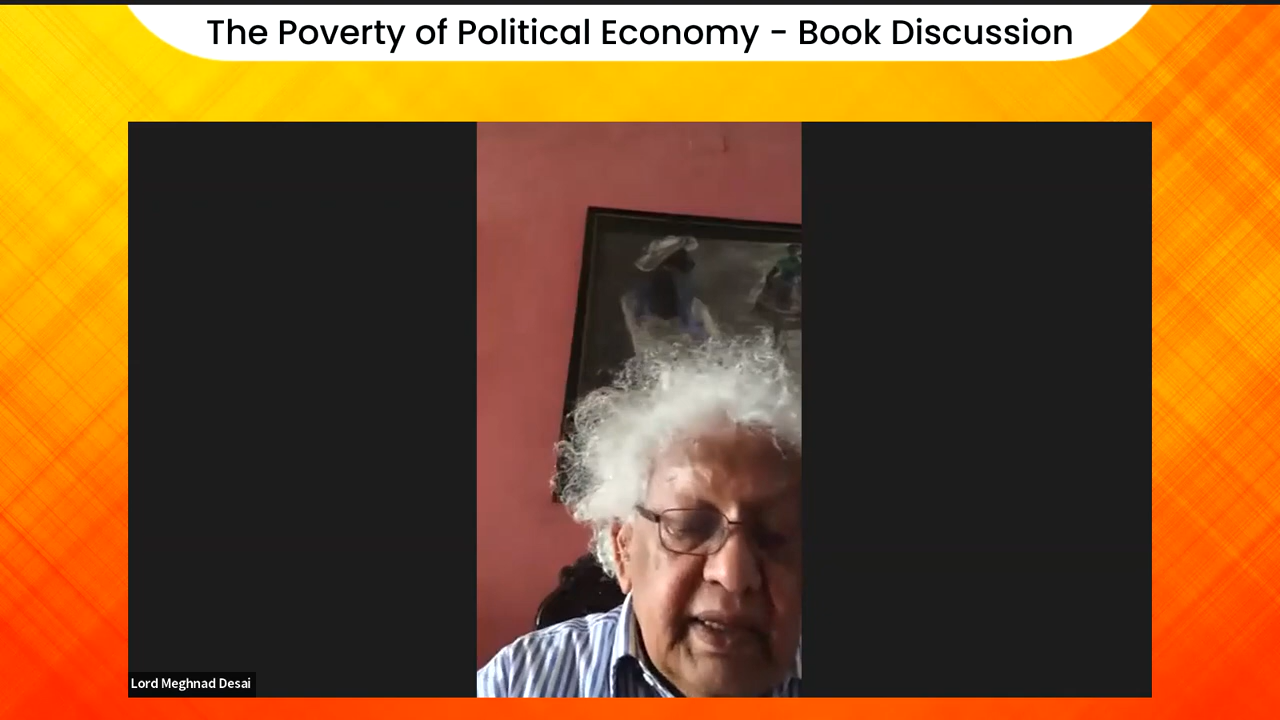 The Poverty of Political Economy - Book Discussion
Lord Meghnad Desai